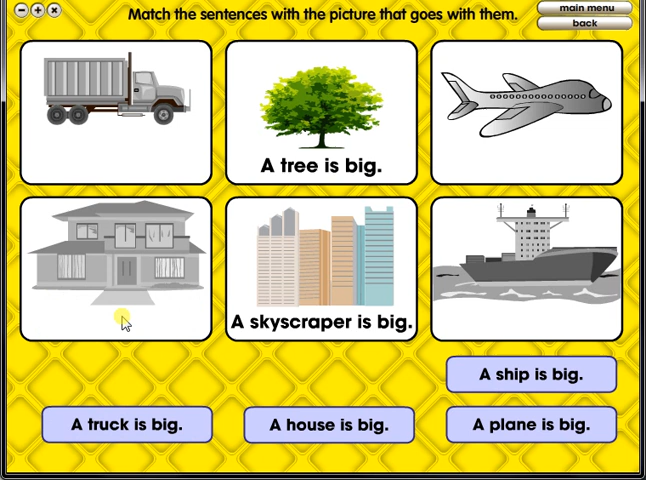 Match the sentences with the picture that goes with them.
main menu
back
A tree is big.
A skyscraper is big.
A ship is big.
A truck is big.
A house is big.
A plane is big.